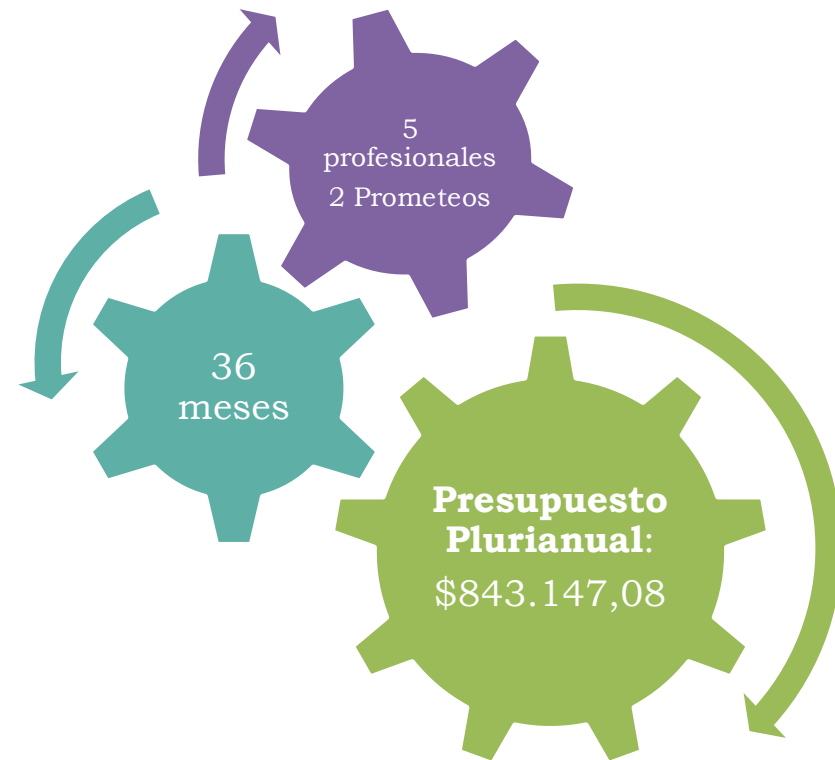 5
profesionales
2 Prometeos
36
meses
Presupuesto
Plurianual:
$843.147,08